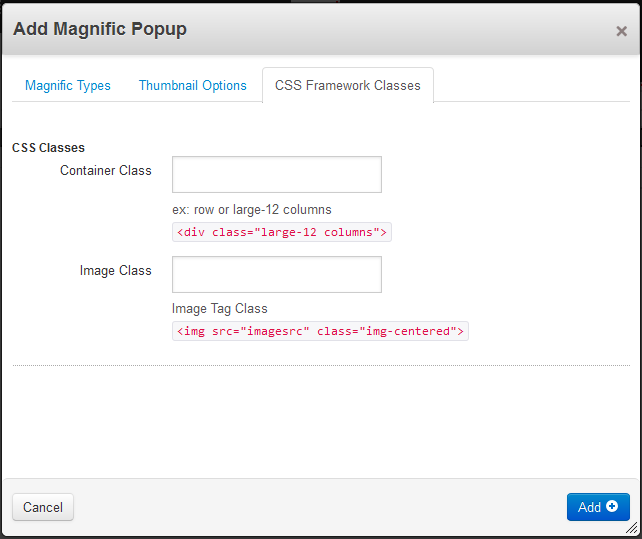 Add Magnific Popup ×
Magnific Types Thumbnail Options CSS Framework Classes
CSS Classes
Container Class
ex: row or large-12 columns
<div class="large-12 columns">
Image Class
Image Tag Class
<img src="imagesrc" class="img-centered">
Cancel Add